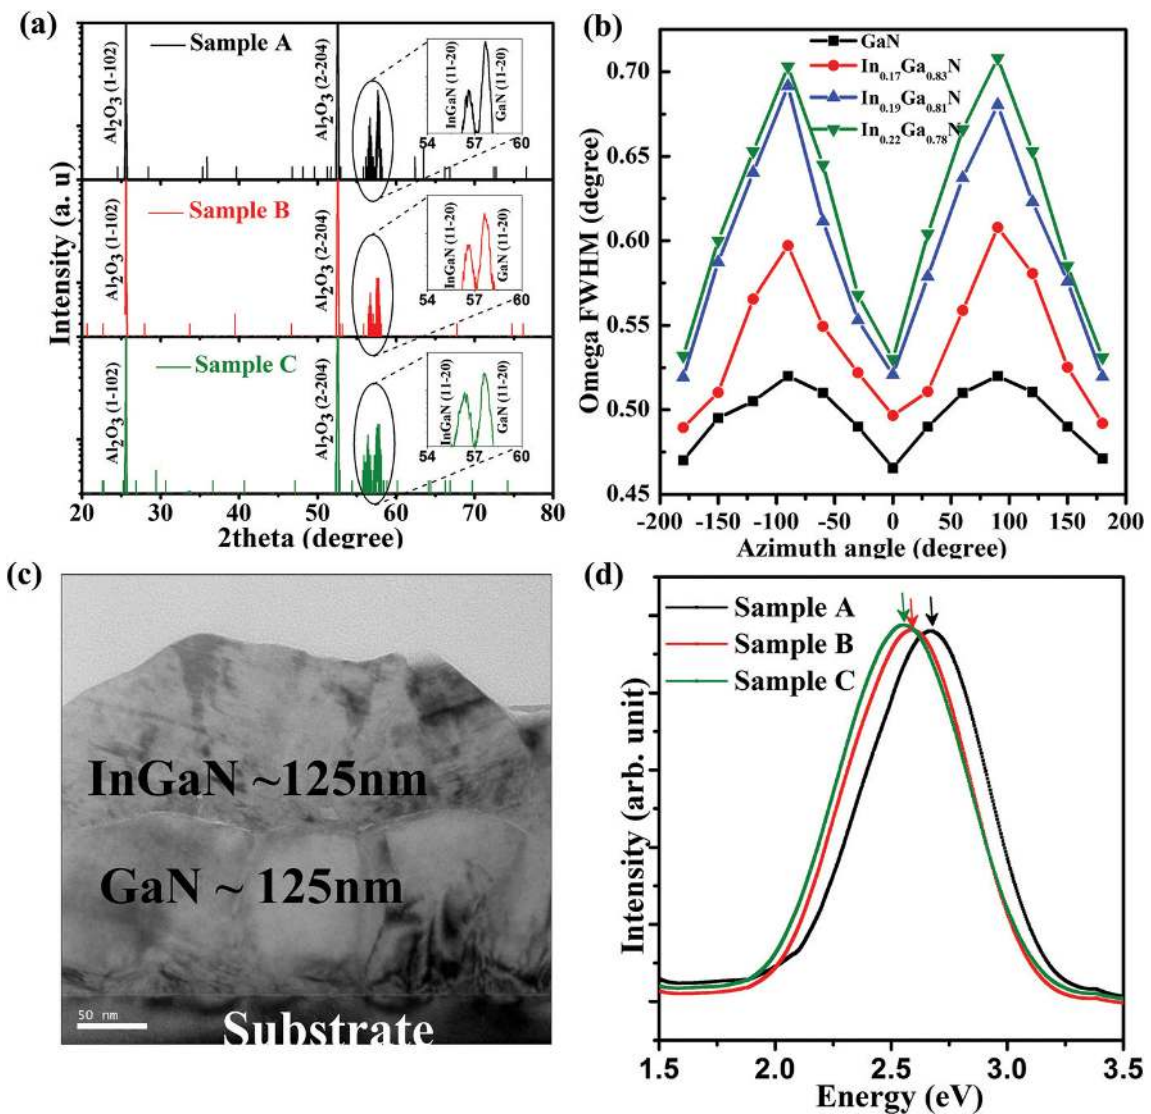 (a)
Intensity (a. u)
Sample A
Al2O3 (1-102)
Al2O3 (2-204)
InGaN (11-20)
GaN (11-20)
54 57 60
Sample B
Al2O3 (1-102)
Al2O3 (2-204)
InGaN (11-20)
GaN (11-20)
54 57 60
Sample C
Al2O3 (1-102)
Al2O3 (2-204)
InGaN (11-20)
GaN (11-20)
54 57 60
20 30 40 50 60 70 80
2theta (degree)
(b)
Omega FWHM (degree)
GaN
In0.17Ga0.83N
In0.19Ga0.81N
In0.22Ga0.78N
0.70
0.65
0.60
0.55
0.50
0.45
-200 -150 -100 -50 0 50 100 150 200
Azimuth angle (degree)
(c)
InGaN ~125nm
GaN ~ 125nm
50 nm
Substrate
(d)
Intensity (arb. unit)
Sample A
Sample B
Sample C
1.5 2.0 2.5 3.0 3.5
Energy (eV)